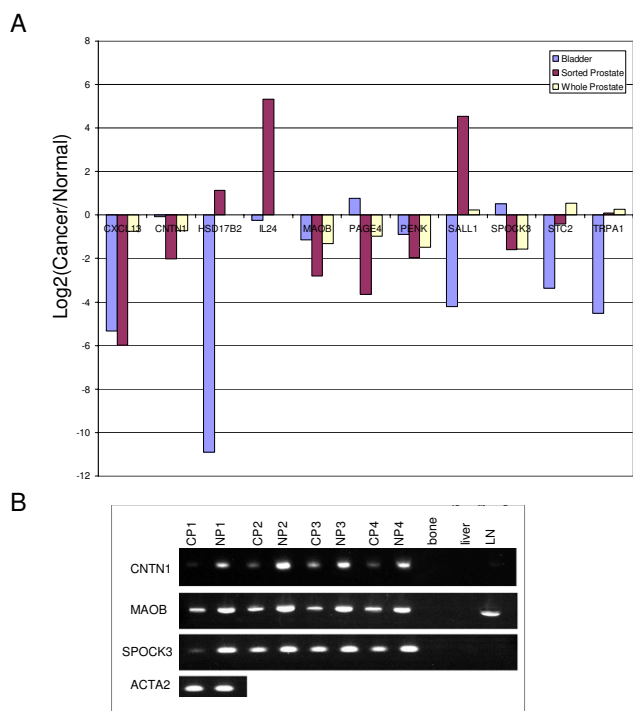 A
8
6
4
2
0
-2
-4
-6
-8
-10
-12
Log2(Cancer/Normal)
Bladder
Sorted Prostate
Whole Prostate
CXCL13 CNTN1 HSD17B2 IL24 MAOB PAGE4 PENK SALL1 SPOCK3 STC2 TRPA1
B
CP1 NP1 CP2 NP2 CP3 NP3 CP4 NP4 bone liver LN
CNTN1
MAOB
SPOCK3
ACTA2